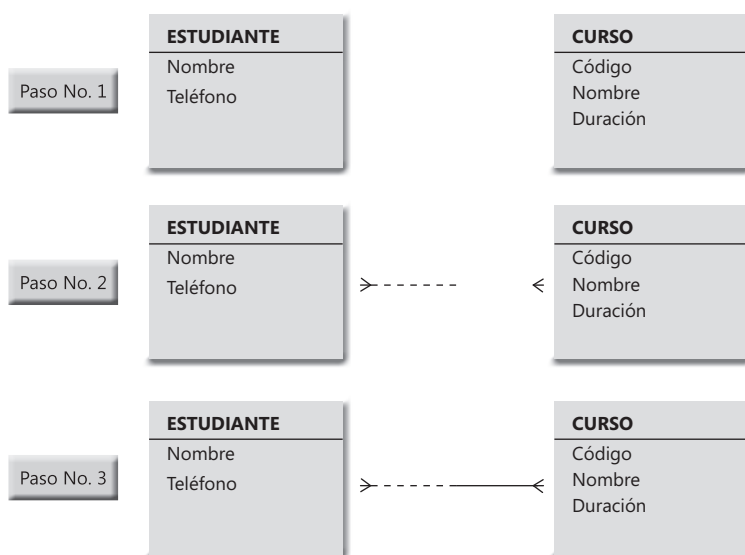 Paso No. 1
ESTUDIANTE
Nombre
Teléfono
CURSO
Código
Nombre
Duración
Paso No. 2
ESTUDIANTE
Nombre
Teléfono
CURSO
Código
Nombre
Duración
Paso No. 3
ESTUDIANTE
Nombre
Teléfono
CURSO
Código
Nombre
Duración